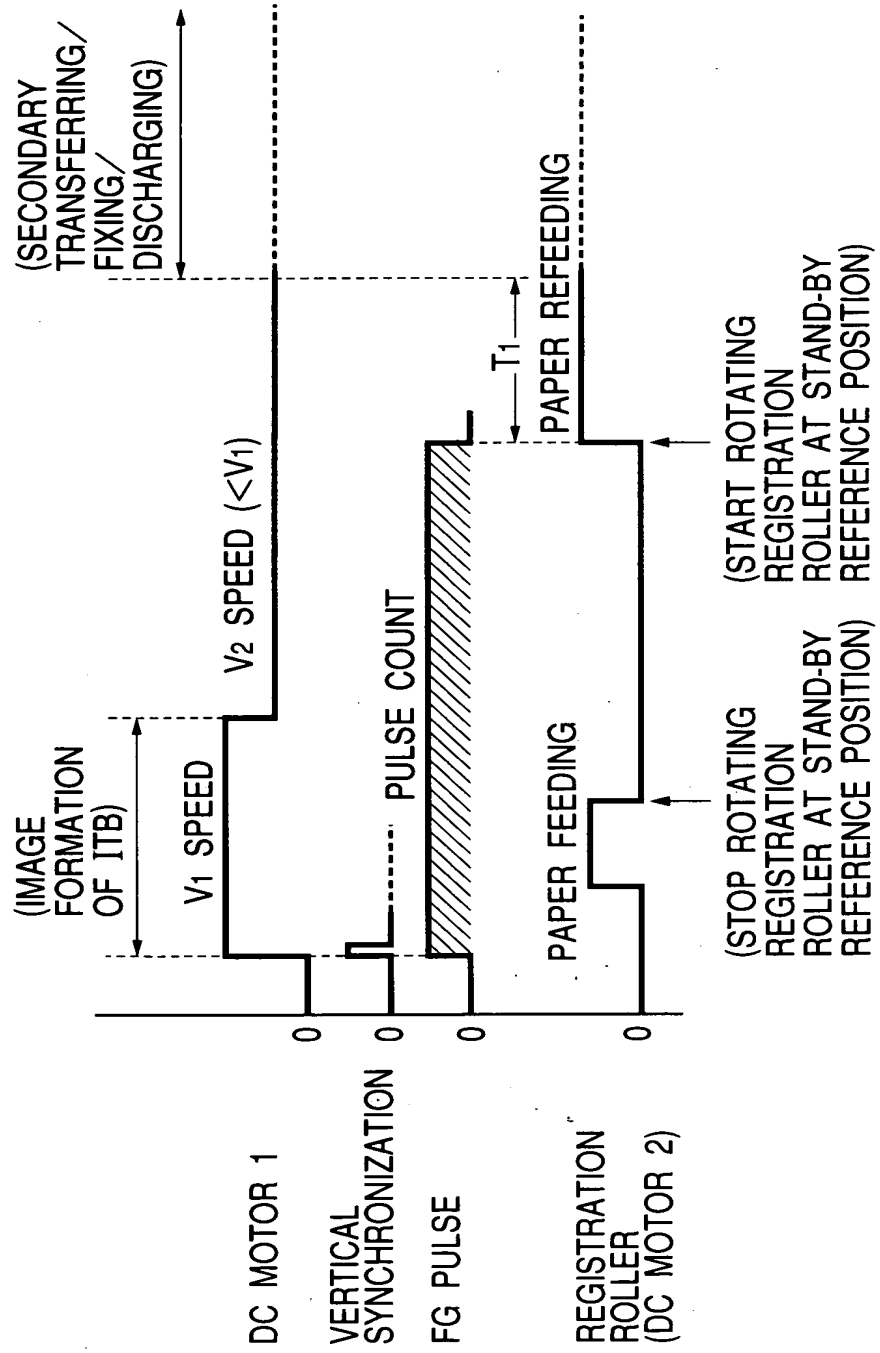 (IMAGE
FORMATION
OF ITB)
(SECONDARY
TRANSFERRING/
FIXING/
DISCHARGING)
DC MOTOR 1
0
V1 SPEED
V2 SPEED (<V1)
VERTICAL
SYNCHRONIZATION
0
FG PULSE
0
PULSE COUNT
T1
REGISTRATION
ROLLER
(DC MOTOR 2)
0
PAPER FEEDING
PAPER REFEEDING
(STOP ROTATING
REGISTRATION
ROLLER AT STAND-BY
REFERENCE POSITION)
(START ROTATING
REGISTRATION
ROLLER AT STAND-BY
REFERENCE POSITION)